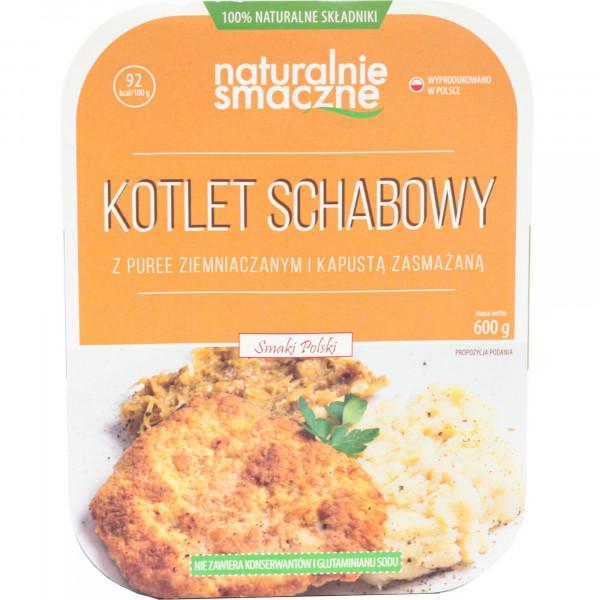 100% NATURALNE SKŁADNIKI
92
kcal/100 g
naturalnie
smaczne
WYPRODUKOWANO
W POLSCE
KOTLET SCHABOWY
Z PUREE ZIEMNIACZANYM I KAPUSTĄ ZASMAŻANĄ
masa netto
600 g
Smaki Polski
PROPOZYCJA PODANIA
NIE ZAWIERA KONSERWANTÓW I GLUTAMINIANU SODU